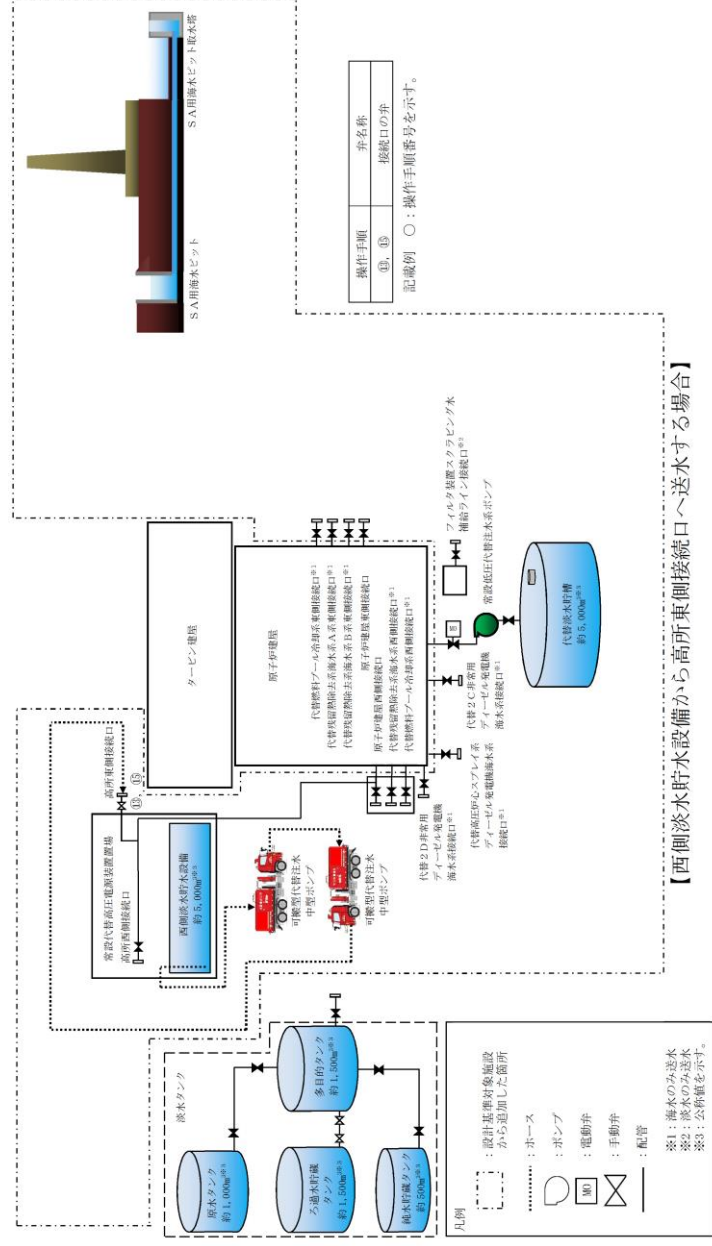 ＳＡ用海水ピット取水塔
ＳＡ用海水ピット
操作手順
弁名称
⑬，⑮
接続口の弁
記載例　○：操作手順番号を示す。
タービン建屋
原子炉建屋
代替燃料プール冷却系東側接続口※1
代替残留熱除去系海水系Ａ系東側接続口※1
代替残留熱除去系海水系Ｂ系東側接続口※1
原子炉建屋東側接続口
原子炉建屋西側接続口
代替残留熱除去系海水系西側接続口※1
代替燃料プール冷却系西側接続口※1
フィルタ装置スクラビング水
補給ライン接続口※2
MO
常設低圧代替注水系ポンプ
代替淡水貯槽
約5,000m³※3
代替２Ｃ非常用
ディーゼル発電機
海水系接続口※1
代替高圧炉心スプレイ系
ディーゼル発電機海水系
接続口※1
代替２Ｄ非常用
ディーゼル発電機
海水系接続口※1
高所東側接続口
⑬，⑮
常設代替高圧電源装置置場
高所西側接続口
西側淡水貯水設備
約5,000m³※3
可搬型代替注水
中型ポンプ
可搬型代替注水
中型ポンプ
淡水タンク
原水タンク
約1,000m³※3
多目的タンク
約1,500m³※3
ろ過水貯蔵
タンク
約1,500m³※3
純水貯蔵タンク
約500m³※3
凡例
：設計基準対象施設
から追加した箇所
：ホース
：ポンプ
MO
：電動弁
：手動弁
：配管
※1：海水のみ送水
※2：淡水のみ送水
※3：公称値を示す。
【西側淡水貯水設備から高所東側接続口へ送水する場合】